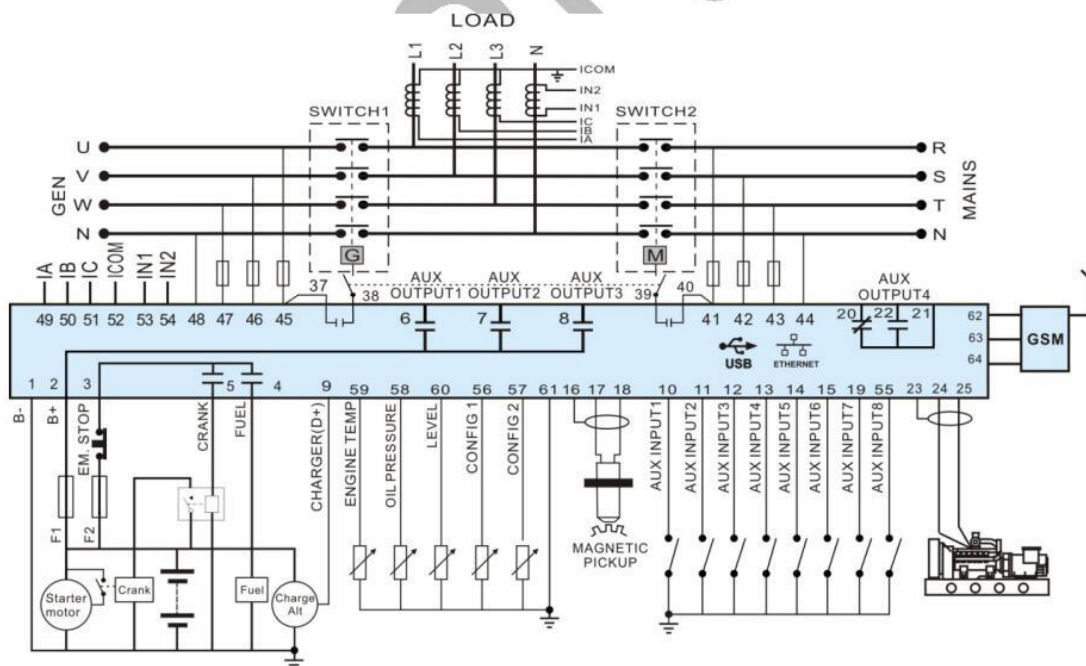 LOAD
L1 L2 L3 N
ICOM
IN2
IN1
IC
IB
IA
SWITCH1 SWITCH2
GEN
U
V
W
N
MAINS
R
S
T
N
G M
IA IB IC ICOM IN1 IN2
37 38 39 40
AUX OUTPUT1
AUX OUTPUT2
AUX OUTPUT3
AUX OUTPUT4
49 50 51 52 53 54 48 47 46 45 6 7 8 41 42 43 44 20 22 21
62
63
64
GSM
USB ETHERNET
1 2 3 5 4 9 59 58 60 56 57 61 16 17 18 10 11 12 13 14 15 19 55 23 24 25
B-
B+
EM. STOP
CRANK
FUEL
CHARGER(D+)
ENGINE TEMP
OIL PRESSURE
LEVEL
CONFIG 1
CONFIG 2
AUX INPUT1
AUX INPUT2
AUX INPUT3
AUX INPUT4
AUX INPUT5
AUX INPUT6
AUX INPUT7
AUX INPUT8
F1
F2
MAGNETIC
PICKUP
Starter
motor
Crank
Fuel
Charge
Alt